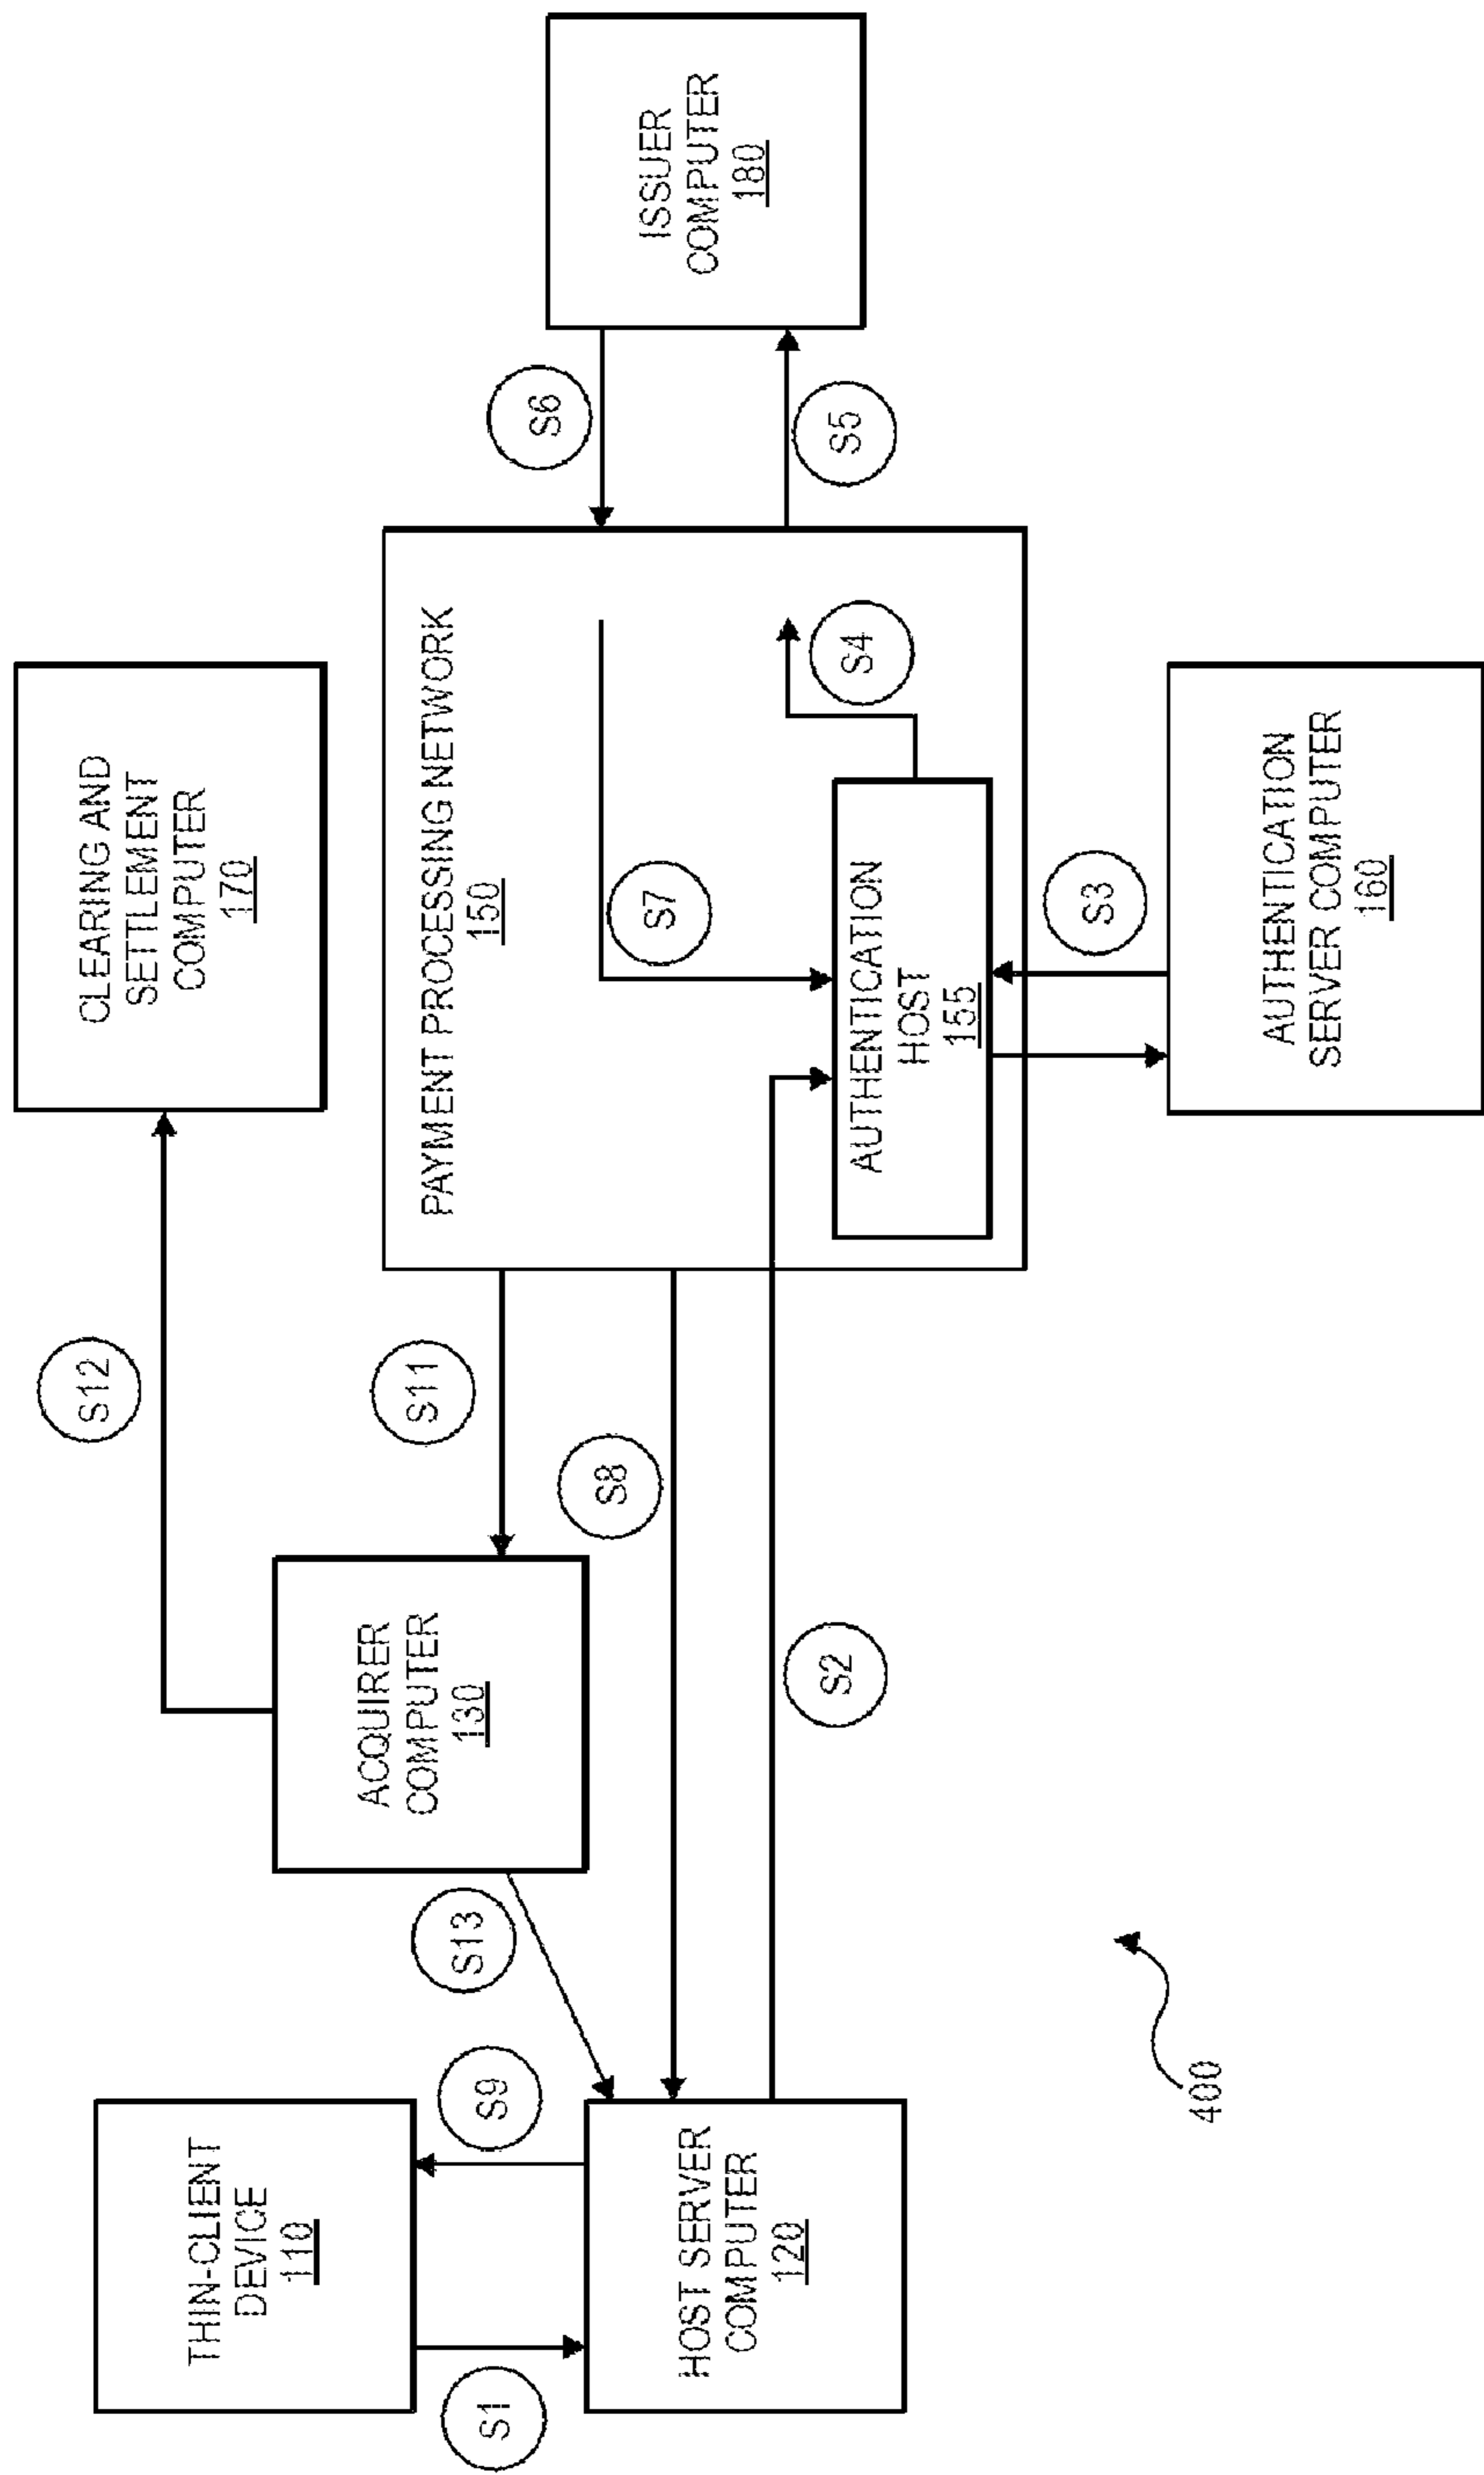 CLEARING AND
SETTLEMENT
COMPUTER
170
S12
THIN-CLIENT
DEVICE
110
ACQUIRER
COMPUTER
130
S11
PAYMENT PROCESSING NETWORK
150
S6
ISSUER
COMPUTER
180
S1
S9
S13
S8
S7
S5
S4
HOST SERVER
COMPUTER
120
S2
AUTHENTICATION
HOST
155
S3
AUTHENTICATION
SERVER COMPUTER
160
400